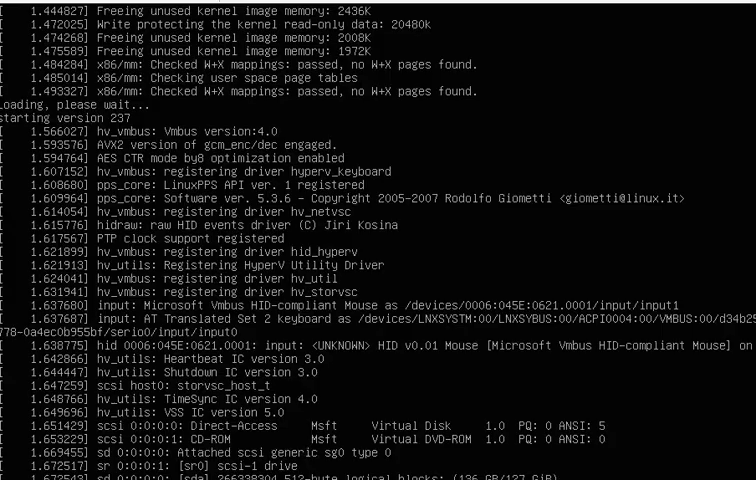 [    1.444827] Freeing unused kernel image memory: 2436K
[    1.472025] Write protecting the kernel read-only data: 20480k
[    1.474268] Freeing unused kernel image memory: 2008K
[    1.475589] Freeing unused kernel image memory: 1972K
[    1.484284] x86/mm: Checked W+X mappings: passed, no W+X pages found.
[    1.485014] x86/mm: Checking user space page tables
[    1.493327] x86/mm: Checked W+X mappings: passed, no W+X pages found.
Loading, please wait...
starting version 237
[    1.566027] hv_vmbus: Vmbus version:4.0
[    1.593576] AVX2 version of gcm_enc/dec engaged.
[    1.594764] AES CTR mode by8 optimization enabled
[    1.607152] hv_vmbus: registering driver hyperv_keyboard
[    1.608680] pps_core: LinuxPPS API ver. 1 registered
[    1.609964] pps_core: Software ver. 5.3.6 - Copyright 2005-2007 Rodolfo Giometti <giometti@linux.it>
[    1.614054] hv_vmbus: registering driver hv_netvsc
[    1.615776] hidraw: raw HID events driver (C) Jiri Kosina
[    1.617567] PTP clock support registered
[    1.621899] hv_vmbus: registering driver hid_hyperv
[    1.621913] hv_utils: Registering HyperV Utility Driver
[    1.624041] hv_vmbus: registering driver hv_util
[    1.631941] hv_vmbus: registering driver hv_storvsc
[    1.637680] input: Microsoft Vmbus HID-compliant Mouse as /devices/0006:045E:0621.0001/input/input1
[    1.637687] input: AT Translated Set 2 keyboard as /devices/LNXSYSTM:00/LNXSYBUS:00/ACPI0004:00/VMBUS:00/d34b25
778-0a4ec0b955bf/serio0/input/input0
[    1.638775] hid 0006:045E:0621.0001: input: <UNKNOWN> HID v0.01 Mouse [Microsoft Vmbus HID-compliant Mouse] on
[    1.642866] hv_utils: Heartbeat IC version 3.0
[    1.644447] hv_utils: Shutdown IC version 3.0
[    1.647259] scsi host0: storvsc_host_t
[    1.648766] hv_utils: TimeSync IC version 4.0
[    1.649696] hv_utils: VSS IC version 5.0
[    1.651429] scsi 0:0:0:0: Direct-Access     Msft     Virtual Disk     1.0  PQ: 0 ANSI: 5
[    1.653229] scsi 0:0:0:1: CD-ROM            Msft     Virtual DVD-ROM  1.0  PQ: 0 ANSI: 0
[    1.669455] sd 0:0:0:0: Attached scsi generic sg0 type 0
[    1.672517] sr 0:0:0:1: [sr0] scsi-1 drive
[    1.672543] sd 0:0:0:0: [sda] 266338304 512-byte logical blocks: (136 GB/127 GiB)